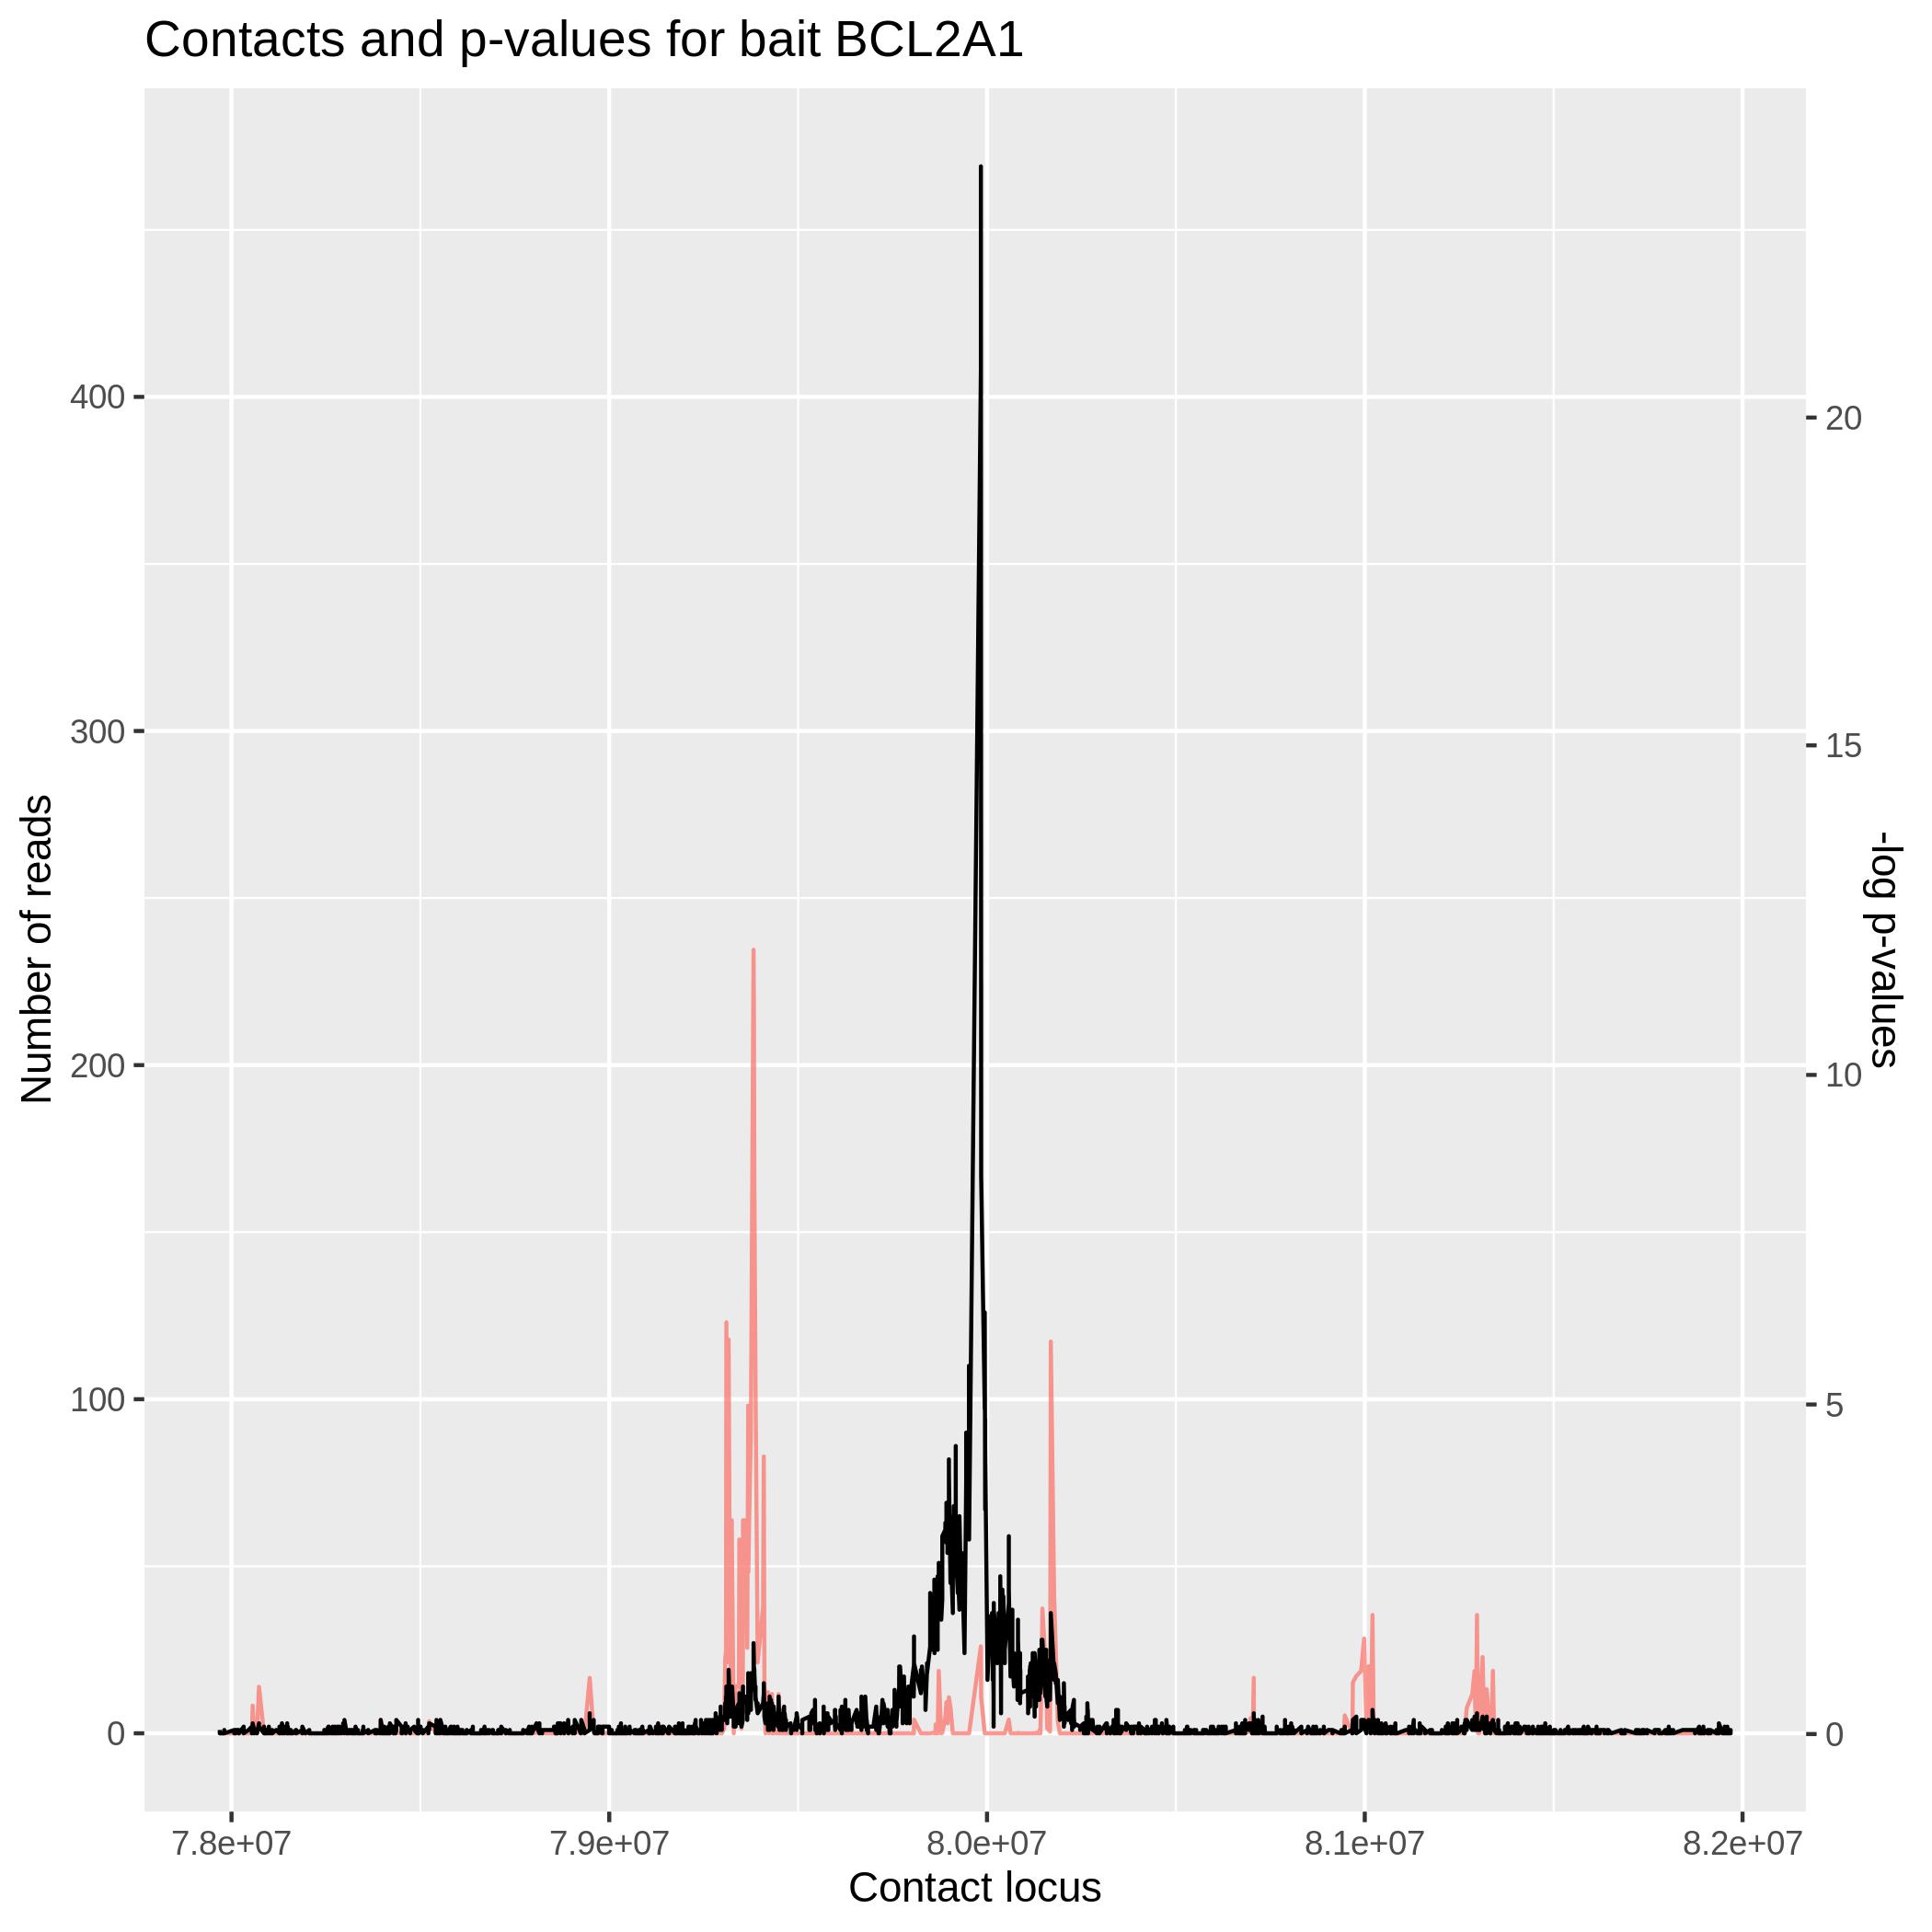 Contacts and p-values for bait BCL2A1
Number of reads
400
300
200
100
0
20
15
10
5
0
-log p-values
7.8e+07 7.9e+07 8.0e+07 8.1e+07 8.2e+07
Contact locus